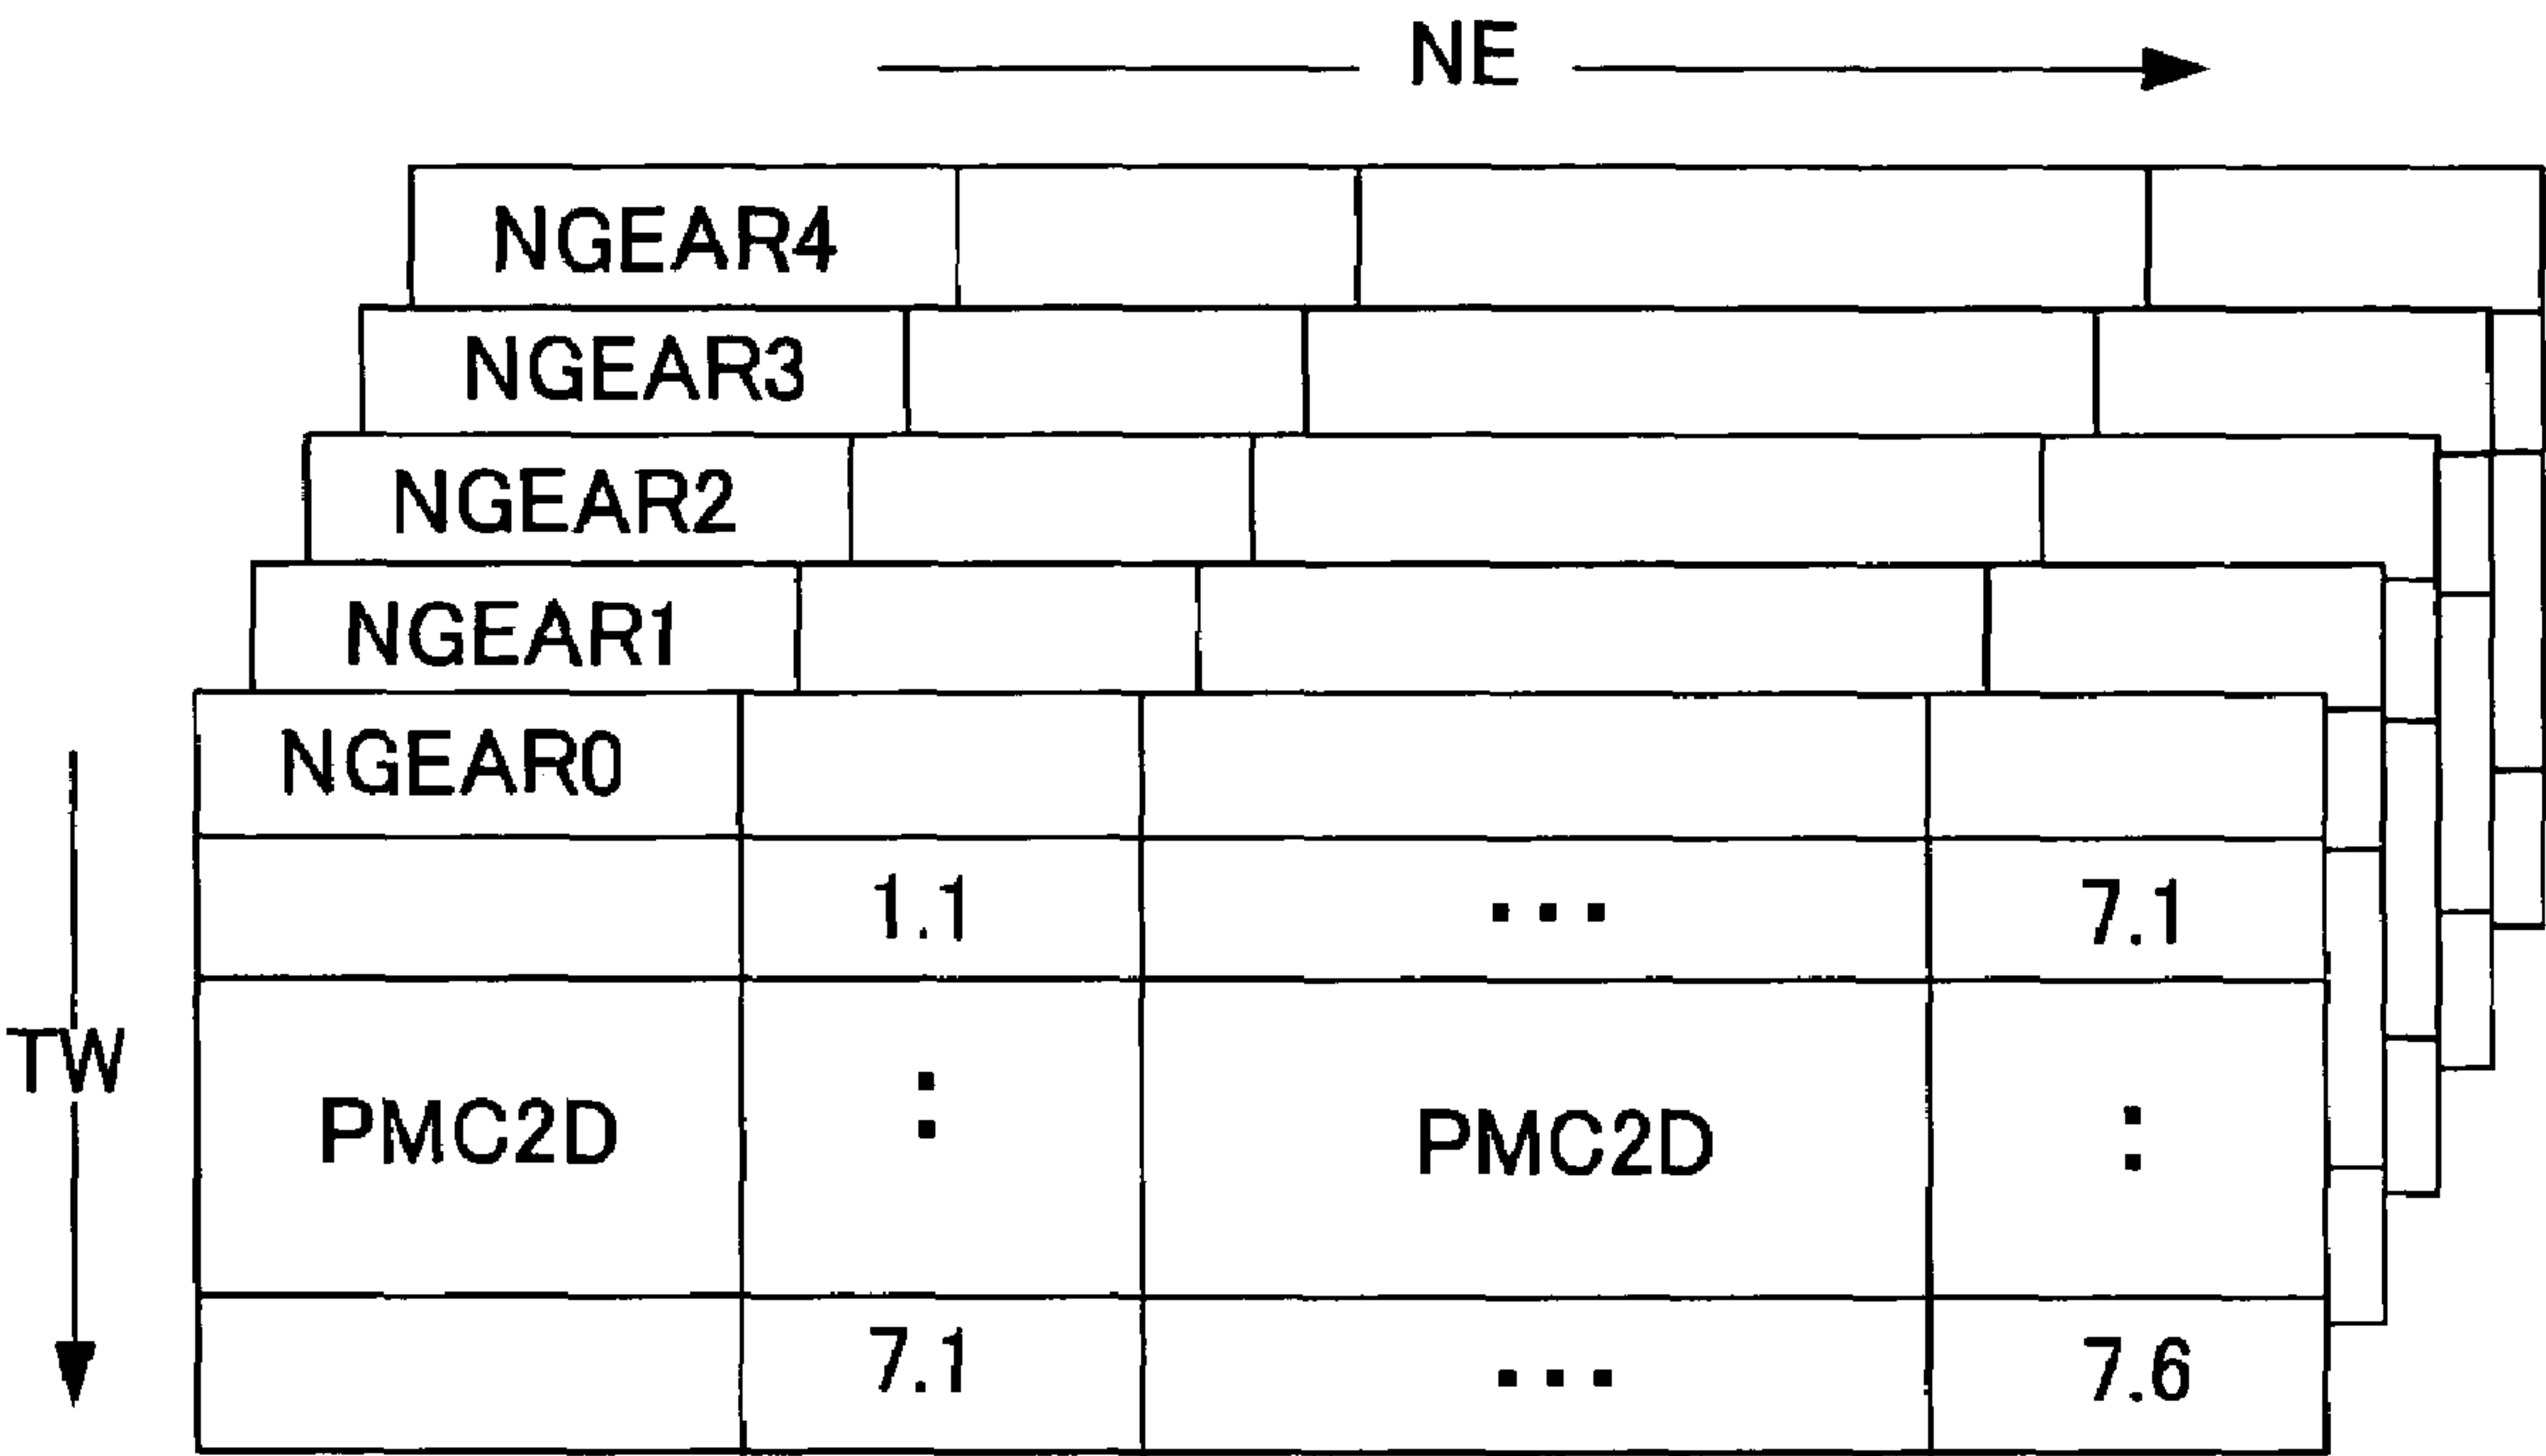 NE
NGEAR4
NGEAR3
NGEAR2
NGEAR1
NGEAR0
1.1 ... 7.1
TW
PMC2D : PMC2D :
7.1 ... 7.6